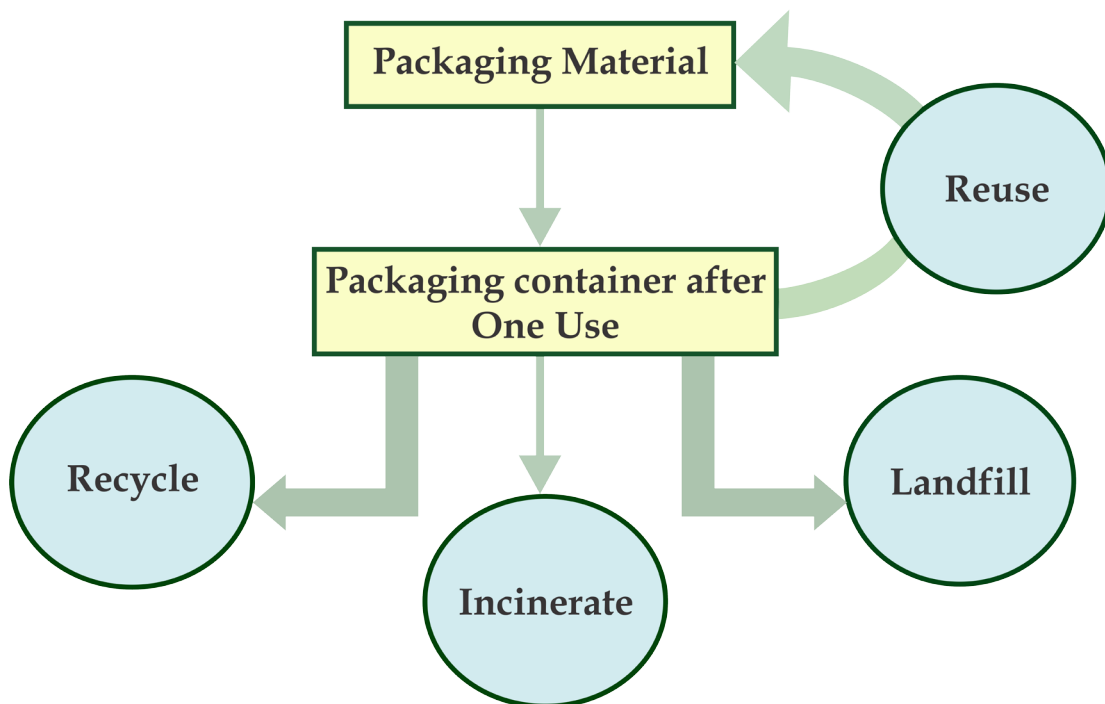 Packaging Material
Reuse
Packaging container after
One Use
Recycle
Landfill
Incinerate